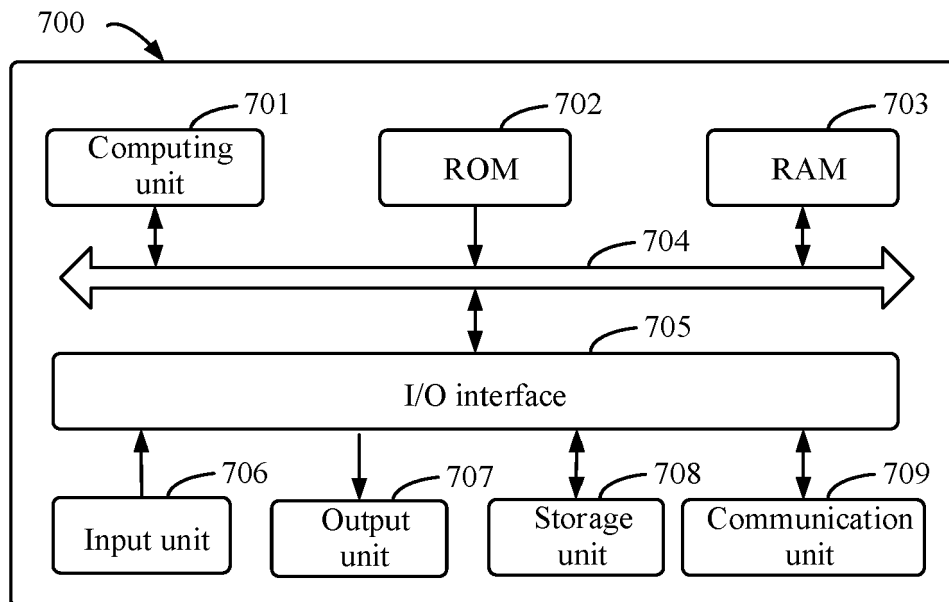 700
701
702
703
Computing
unit
ROM
RAM
704
705
I/O interface
706
707
708
709
Input unit
Output
unit
Storage
unit
Communication
unit